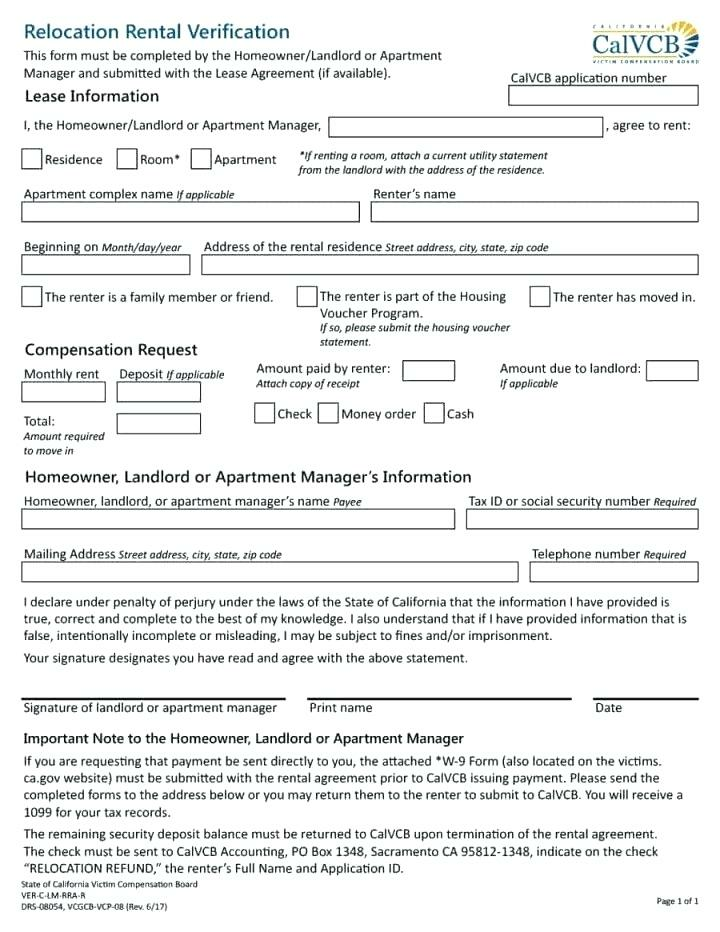 Relocation Rental Verification
This form must be completed by the Homeowner/Landlord or Apartment
Manager and submitted with the Lease Agreement (if available).
CALIFORNIA
CalVCB
VICTIM COMPENSATION BOARD
CalVCB application number
Lease Information
I, the Homeowner/Landlord or Apartment Manager, , agree to rent:
Residence Room* Apartment
*If renting a room, attach a current utility statement
from the landlord with the address of the residence.
Apartment complex name If applicable Renter's name
Beginning on Month/day/year Address of the rental residence Street address, city, state, zip code
The renter is a family member or friend. The renter is part of the Housing The renter has moved in.
Voucher Program.
If so, please submit the housing voucher
statement.
Compensation Request
Monthly rent Deposit If applicable Amount paid by renter: Amount due to landlord:
Attach copy of receipt If applicable
Check Money order Cash
Total:
Amount required
to move in
Homeowner, Landlord or Apartment Manager's Information
Homeowner, landlord, or apartment manager's name Payee Tax ID or social security number Required
Mailing Address Street address, city, state, zip code Telephone number Required
I declare under penalty of perjury under the laws of the State of California that the information I have provided is
true, correct and complete to the best of my knowledge. I also understand that if I have provided information that is
false, intentionally incomplete or misleading, I may be subject to fines and/or imprisonment.
Your signature designates you have read and agree with the above statement.
Signature of landlord or apartment manager Print name Date
Important Note to the Homeowner, Landlord or Apartment Manager
If you are requesting that payment be sent directly to you, the attached *W-9 Form (also located on the victims.
ca.gov website) must be submitted with the rental agreement prior to CalVCB issuing payment. Please send the
completed forms to the address below or you may return them to the renter to submit to CalVCB. You will receive a
1099 for your tax records.
The remaining security deposit balance must be returned to CalVCB upon termination of the rental agreement.
The check must be sent to CalVCB Accounting, PO Box 1348, Sacramento CA 95812-1348, indicate on the check
"RELOCATION REFUND," the renter's Full Name and Application ID.
State of California Victim Compensation Board
VER-C-LM-RRA-R
DRS-08054, VCGCB-VCP-08 (Rev. 6/17)
Page 1 of 1